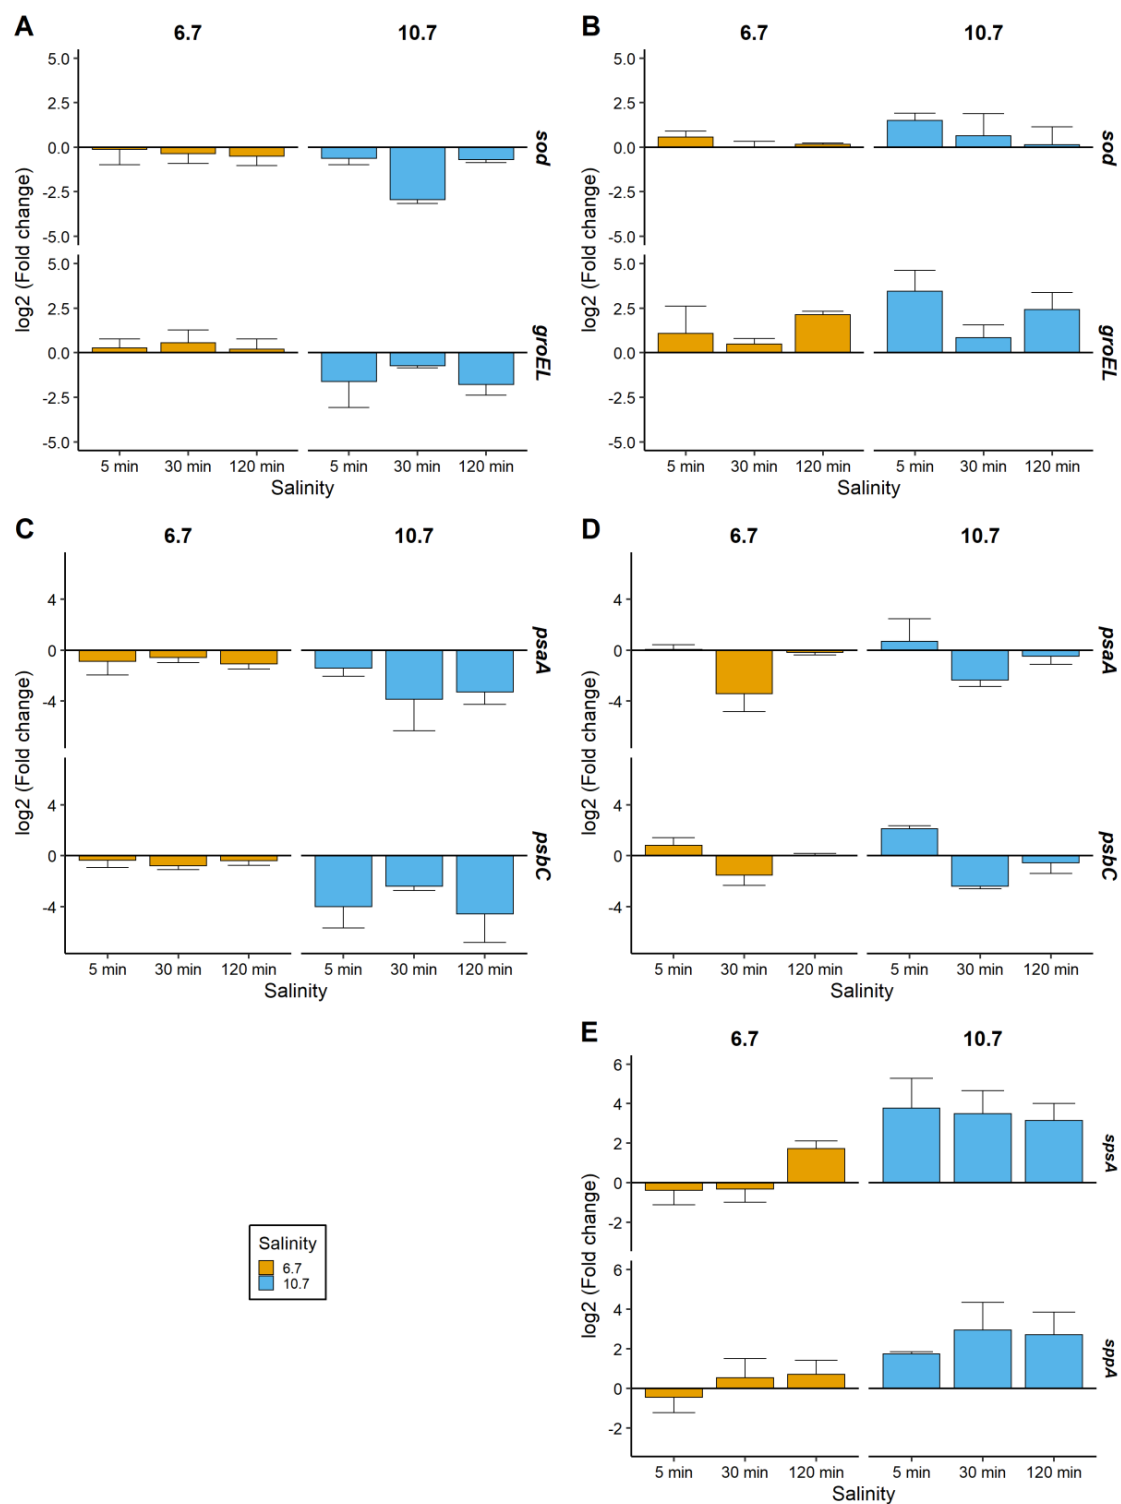 A
6.7 10.7
5.0
2.5
0.0
-2.5
-5.0
sod
5.0
2.5
0.0
-2.5
-5.0
groEL
log2 (Fold change)
5 min 30 min 120 min 5 min 30 min 120 min
Salinity
B
6.7 10.7
5.0
2.5
0.0
-2.5
-5.0
sod
5.0
2.5
0.0
-2.5
-5.0
groEL
log2 (Fold change)
5 min 30 min 120 min 5 min 30 min 120 min
Salinity
C
6.7 10.7
4
0
-4
psaA
4
0
-4
psbC
log2 (Fold change)
5 min 30 min 120 min 5 min 30 min 120 min
Salinity
D
6.7 10.7
4
0
-4
psaA
4
0
-4
psbC
log2 (Fold change)
5 min 30 min 120 min 5 min 30 min 120 min
Salinity
Salinity
6.7
10.7
E
6.7 10.7
6
4
2
0
-2
spsA
6
4
2
0
-2
sppA
log2 (Fold change)
5 min 30 min 120 min 5 min 30 min 120 min
Salinity